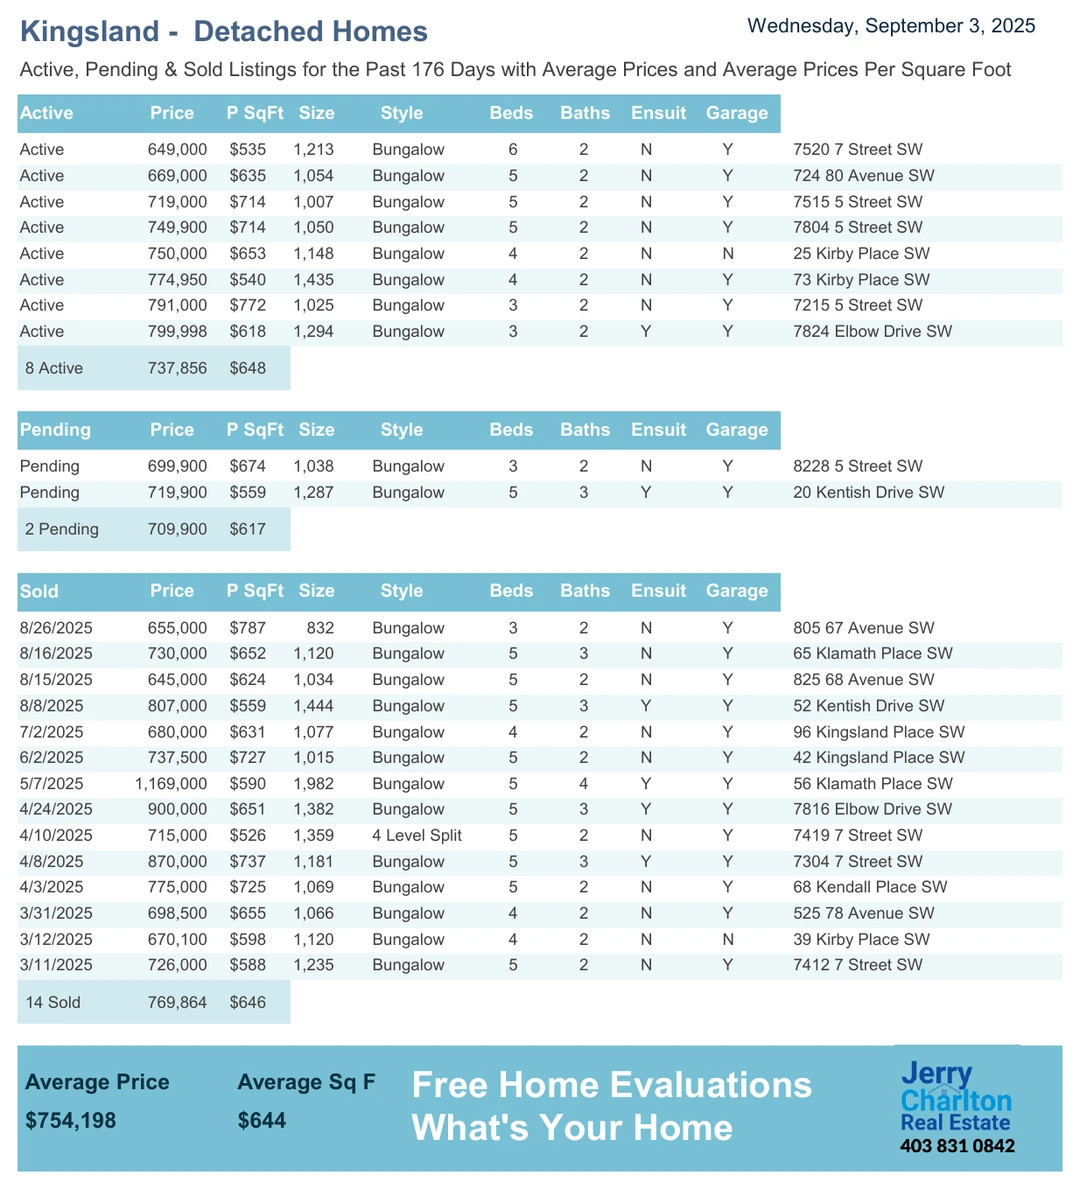 Kingsland -  Detached Homes
Wednesday, September 3, 2025
Active, Pending & Sold Listings for the Past 176 Days with Average Prices and Average Prices Per Square Foot
Active Price P SqFt Size Style Beds Baths Ensuit Garage
Active 649,000 $535 1,213 Bungalow 6 2 N Y 7520 7 Street SW
Active 669,000 $635 1,054 Bungalow 5 2 N Y 724 80 Avenue SW
Active 719,000 $714 1,007 Bungalow 5 2 N Y 7515 5 Street SW
Active 749,900 $714 1,050 Bungalow 5 2 N Y 7804 5 Street SW
Active 750,000 $653 1,148 Bungalow 4 2 N N 25 Kirby Place SW
Active 774,950 $540 1,435 Bungalow 4 2 N Y 73 Kirby Place SW
Active 791,000 $772 1,025 Bungalow 3 2 N Y 7215 5 Street SW
Active 799,998 $618 1,294 Bungalow 3 2 Y Y 7824 Elbow Drive SW
8 Active 737,856 $648
Pending Price P SqFt Size Style Beds Baths Ensuit Garage
Pending 699,900 $674 1,038 Bungalow 3 2 N Y 8228 5 Street SW
Pending 719,900 $559 1,287 Bungalow 5 3 Y Y 20 Kentish Drive SW
2 Pending 709,900 $617
Sold Price P SqFt Size Style Beds Baths Ensuit Garage
8/26/2025 655,000 $787 832 Bungalow 3 2 N Y 805 67 Avenue SW
8/16/2025 730,000 $652 1,120 Bungalow 5 3 N Y 65 Klamath Place SW
8/15/2025 645,000 $624 1,034 Bungalow 5 2 N Y 825 68 Avenue SW
8/8/2025 807,000 $559 1,444 Bungalow 5 3 Y Y 52 Kentish Drive SW
7/2/2025 680,000 $631 1,077 Bungalow 4 2 N Y 96 Kingsland Place SW
6/2/2025 737,500 $727 1,015 Bungalow 5 2 N Y 42 Kingsland Place SW
5/7/2025 1,169,000 $590 1,982 Bungalow 5 4 Y Y 56 Klamath Place SW
4/24/2025 900,000 $651 1,382 Bungalow 5 3 Y Y 7816 Elbow Drive SW
4/10/2025 715,000 $526 1,359 4 Level Split 5 2 N Y 7419 7 Street SW
4/8/2025 870,000 $737 1,181 Bungalow 5 3 Y Y 7304 7 Street SW
4/3/2025 775,000 $725 1,069 Bungalow 5 2 N Y 68 Kendall Place SW
3/31/2025 698,500 $655 1,066 Bungalow 4 2 N Y 525 78 Avenue SW
3/12/2025 670,100 $598 1,120 Bungalow 4 2 N N 39 Kirby Place SW
3/11/2025 726,000 $588 1,235 Bungalow 5 2 N Y 7412 7 Street SW
14 Sold 769,864 $646
Average Price Average Sq F
$754,198 $644
Free Home Evaluations
What's Your Home
Jerry
Charlton
Real Estate
403 831 0842